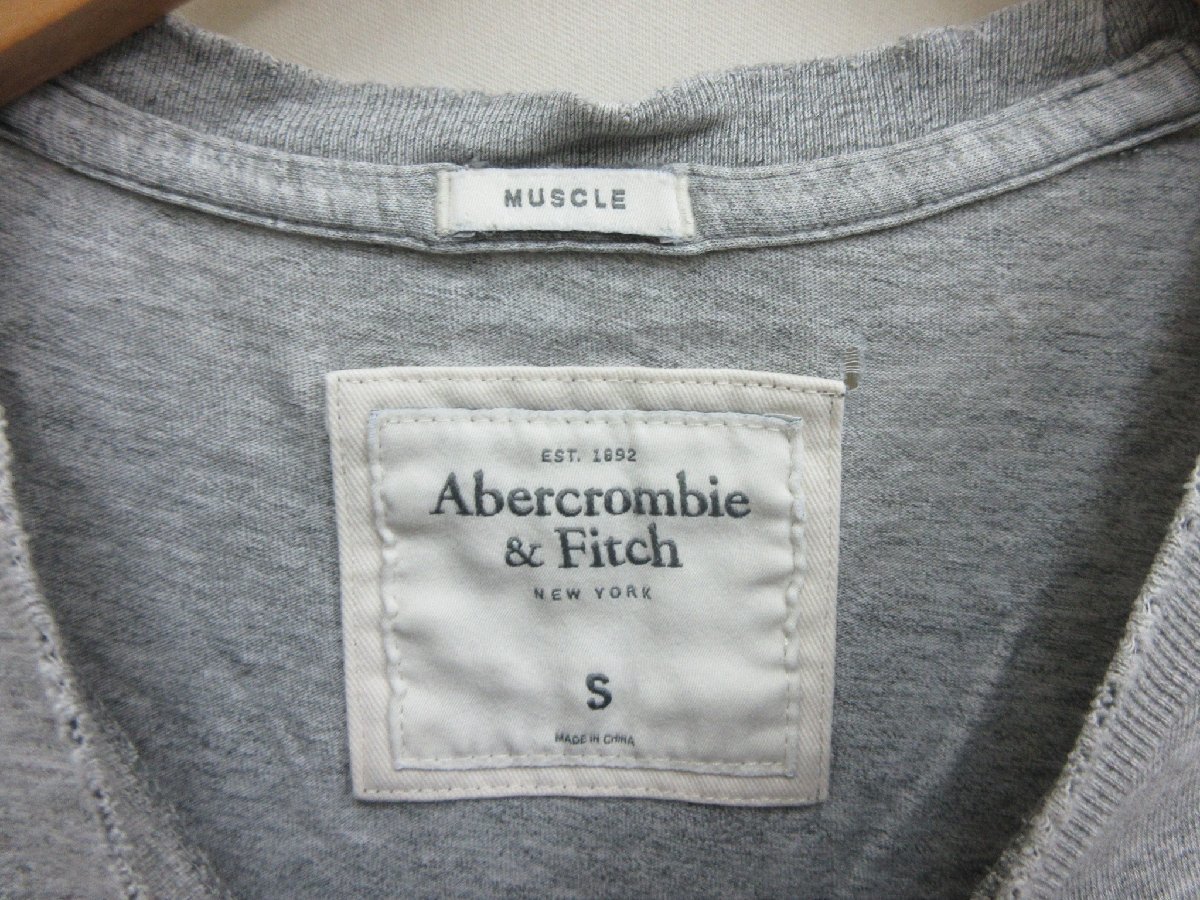 MUSCLE
EST. 1892
Abercrombie
& Fitch
NEW YORK
S
MADE IN CHINA